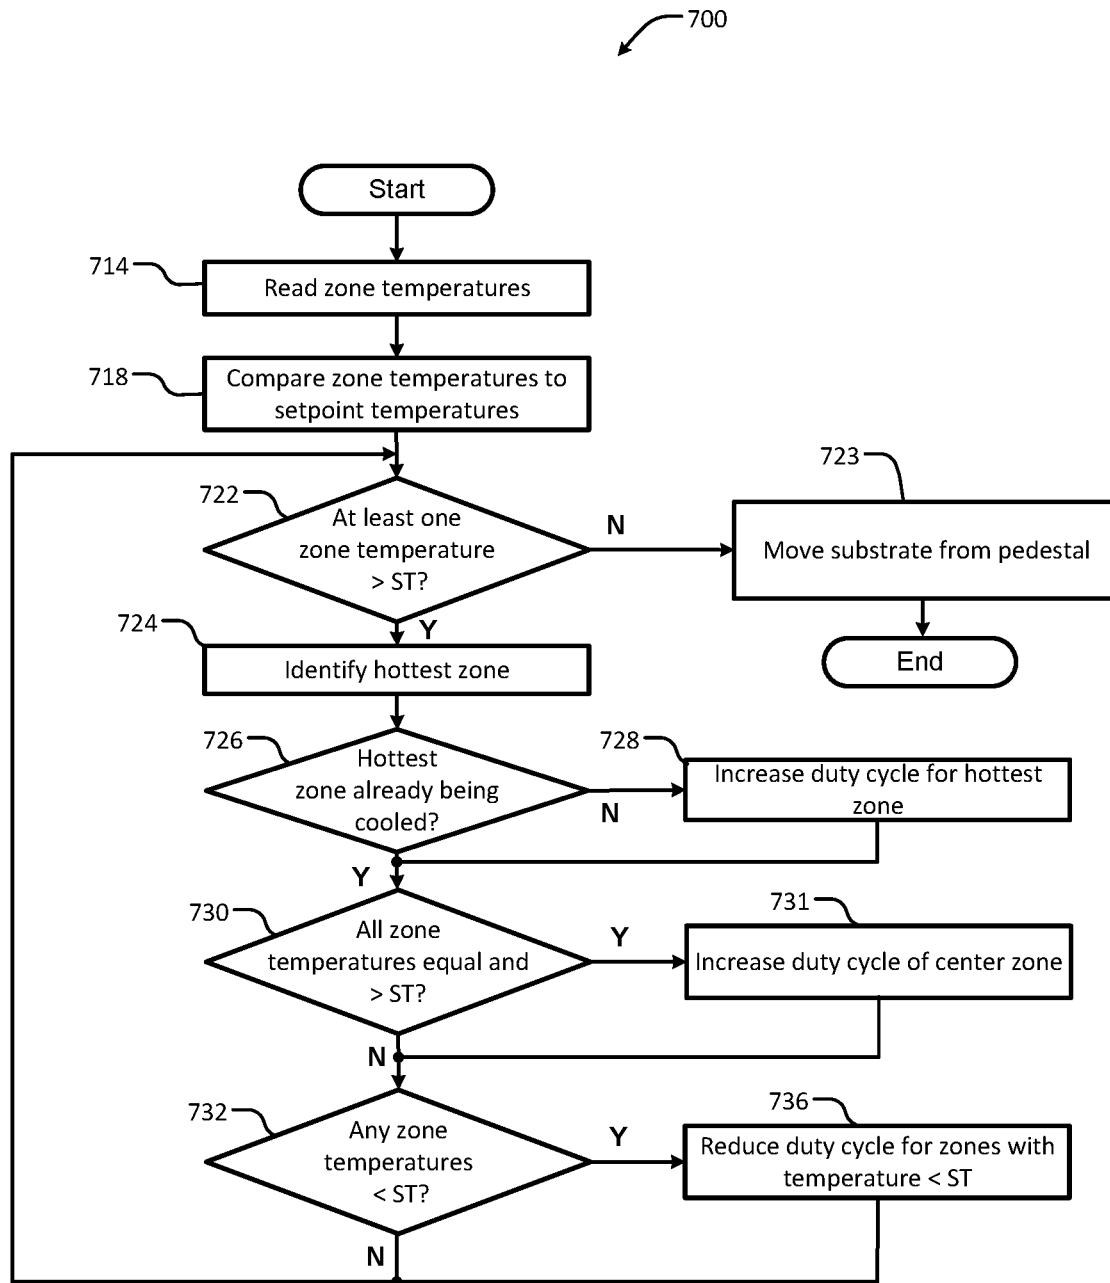 700
Start
714
Read zone temperatures
718
Compare zone temperatures to
setpoint temperatures
722
At least one
zone temperature
> ST?
N
723
Move substrate from pedestal
Y
724
Identify hottest zone
End
726
Hottest
zone already being
cooled?
N
728
Increase duty cycle for hottest
zone
Y
730
All zone
temperatures equal and
> ST?
Y
731
Increase duty cycle of center zone
N
732
Any zone
temperatures
< ST?
Y
736
Reduce duty cycle for zones with
temperature < ST
N